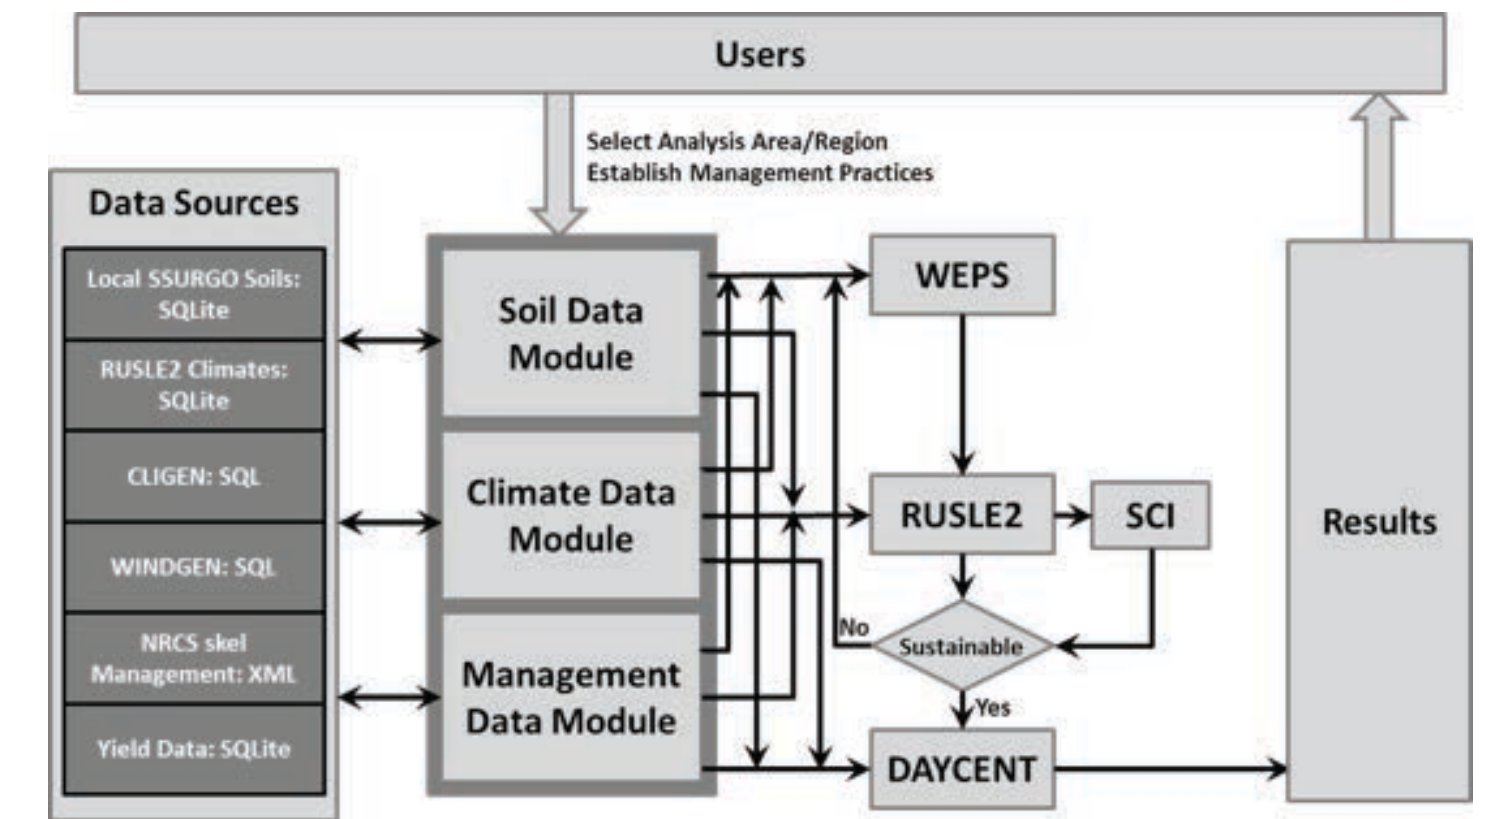 Users
Select Analysis Area/Region
Establish Management Practices
Data Sources
Local SSURGO Soils:
SQLite
RUSLE2 Climates:
SQLite
CLIGEN: SQL
WINDGEN: SQL
NRCS skel
Management: XML
Yield Data: SQLite
Soil Data
Module
Climate Data
Module
Management
Data Module
WEPS
RUSLE2
SCI
No
Sustainable
Yes
DAYCENT
Results